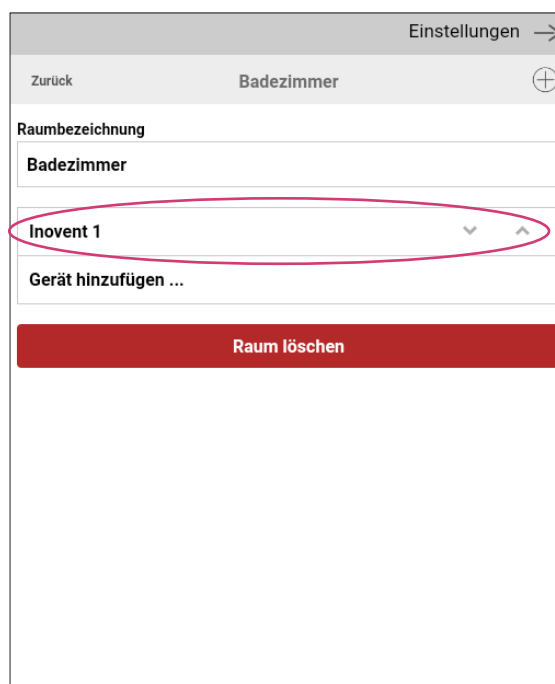 Einstellungen
Zurück Badezimmer
Raumbezeichnung
Badezimmer
Inovent 1
Gerät hinzufügen ...
Raum löschen